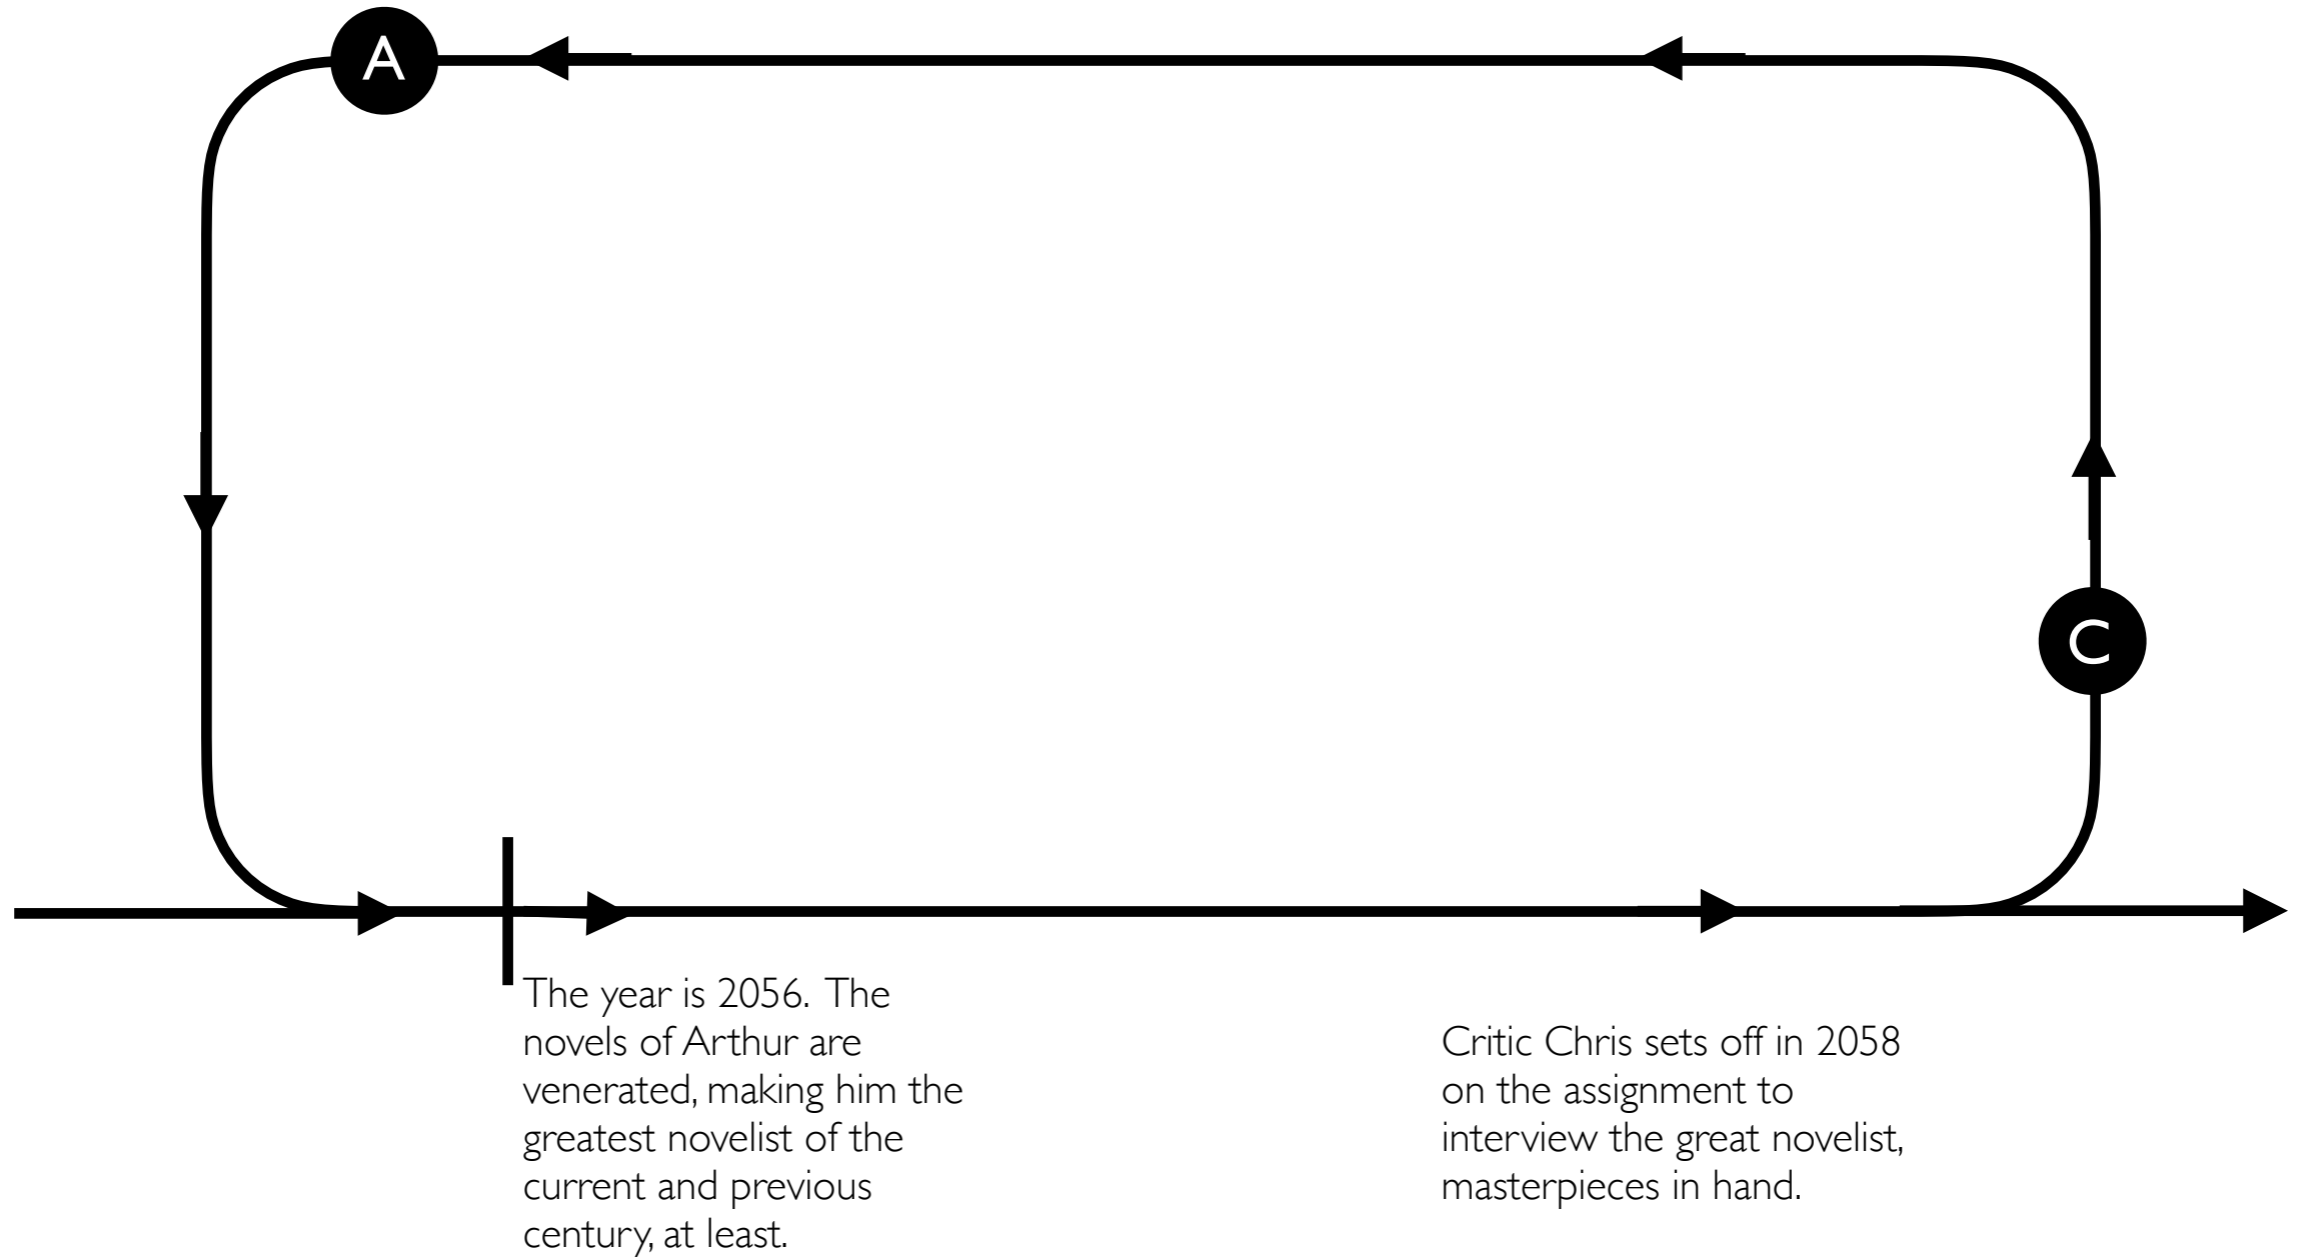 A
C
The year is 2056. The
novels of Arthur are
venerated, making him the
greatest novelist of the
current and previous
century, at least.
Critic Chris sets off in 2058
on the assignment to
interview the great novelist,
masterpieces in hand.